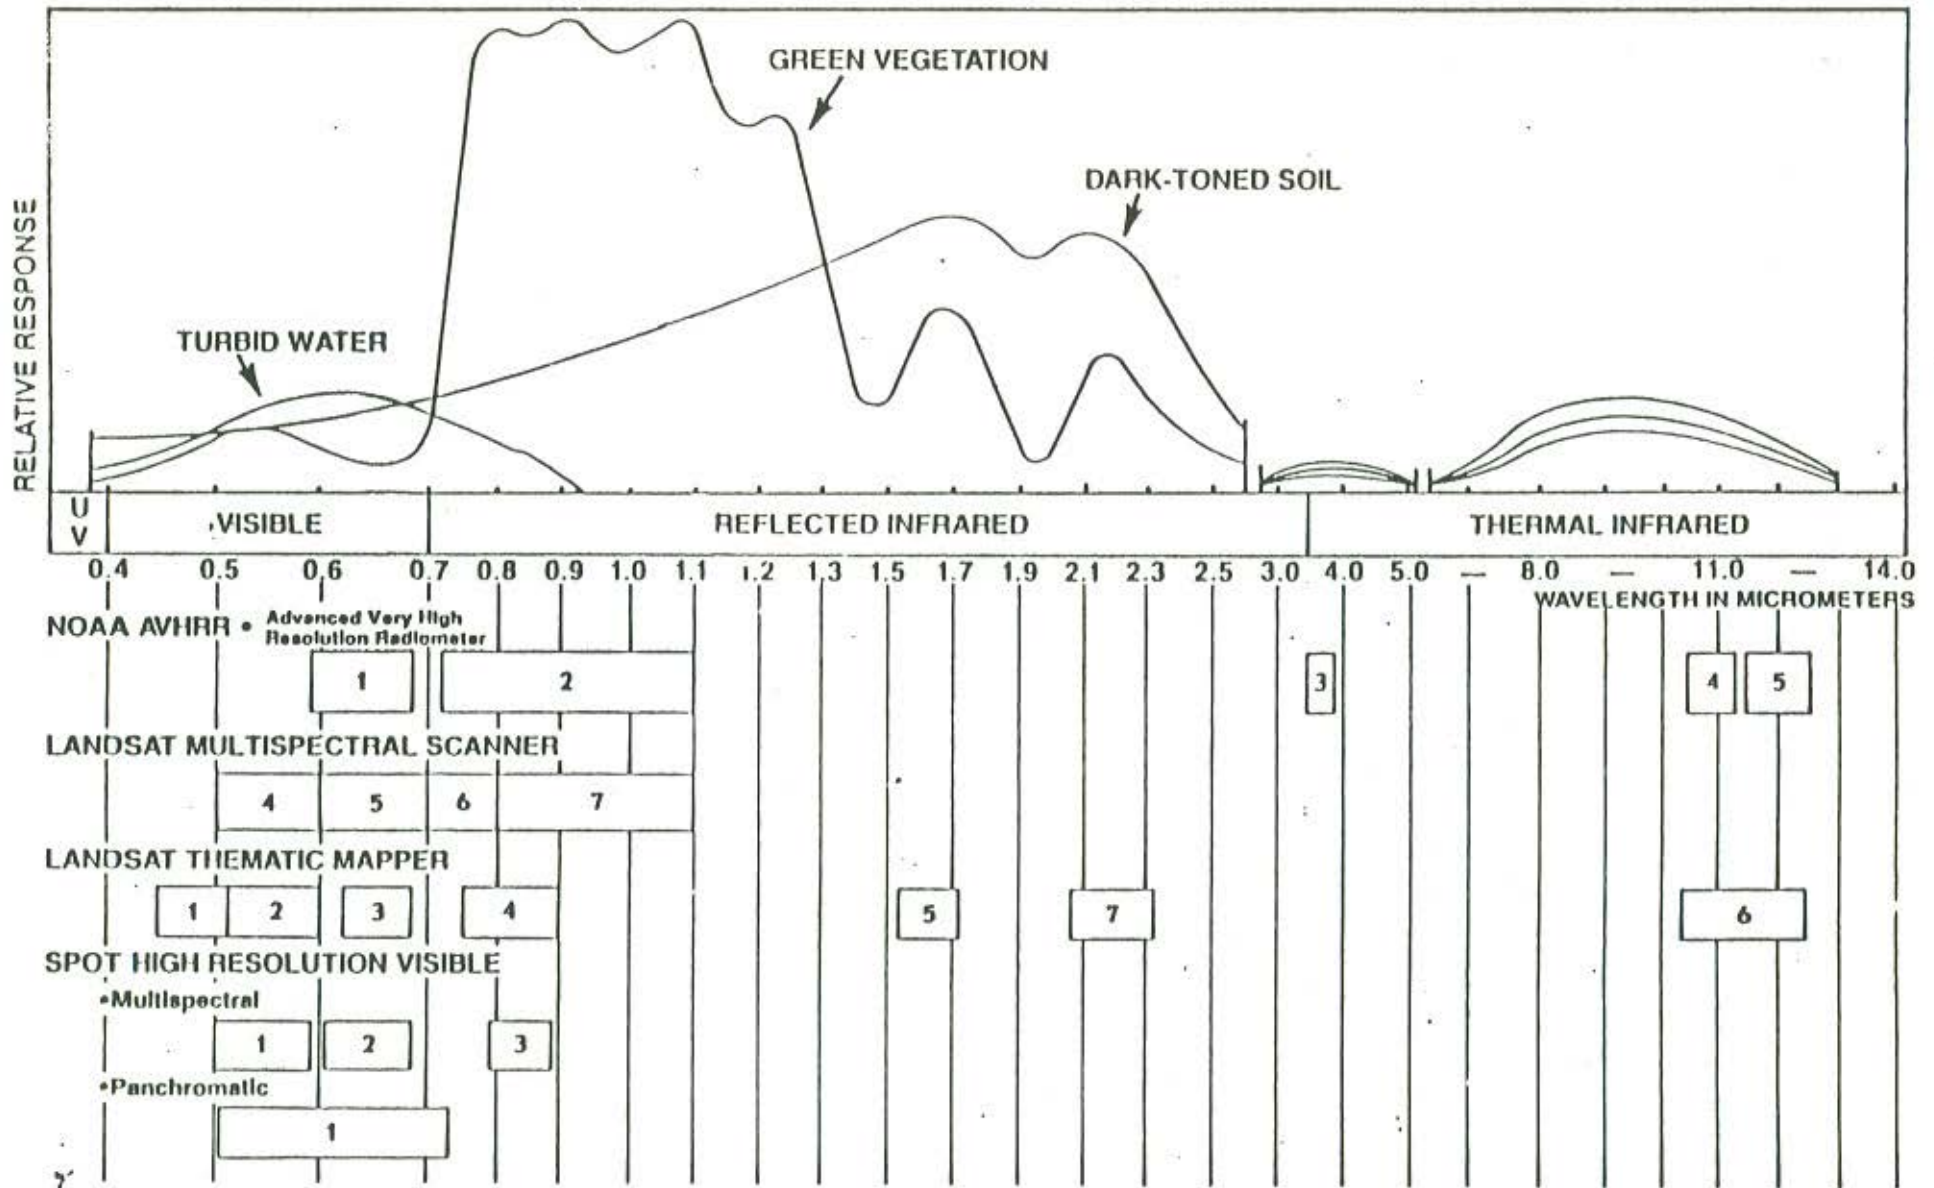 GREEN VEGETATION
DARK-TONED SOIL
TURBID WATER
RELATIVE RESPONSE
UV
VISIBLE
REFLECTED INFRARED
THERMAL INFRARED
0.4 0.5 0.6 0.7 0.8 0.9 1.0 1.1 1.2 1.3 1.5 1.7 1.9 2.1 2.3 2.5 3.0 4.0 5.0 — 8.0 — 11.0 — 14.0
WAVELENGTH IN MICROMETERS
NOAA AVHRR • Advanced Very High
Resolution Radiometer
1 2 3 4 5
LANDSAT MULTISPECTRAL SCANNER
4 5 6 7
LANDSAT THEMATIC MAPPER
1 2 3 4 5 7 6
SPOT HIGH RESOLUTION VISIBLE
•Multispectral
1 2 3
•Panchromatic
1